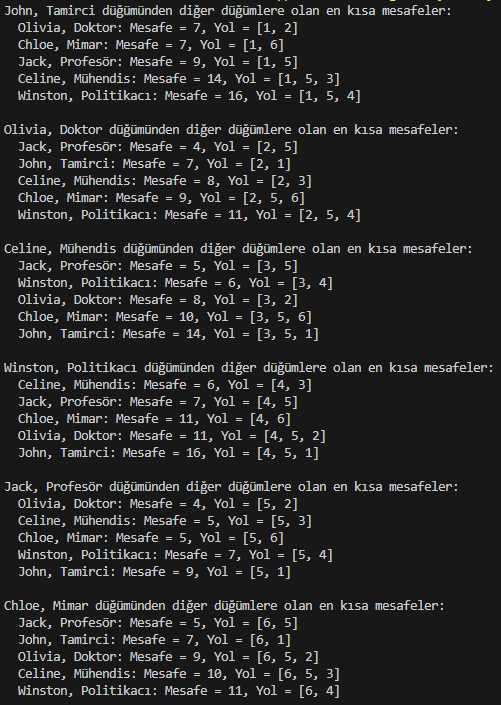 John, Tamirci düğümünden diğer düğümlere olan en kısa mesafeler:
Olivia, Doktor: Mesafe = 7, Yol = [1, 2]
Chloe, Mimar: Mesafe = 7, Yol = [1, 6]
Jack, Profesör: Mesafe = 9, Yol = [1, 5]
Celine, Mühendis: Mesafe = 14, Yol = [1, 5, 3]
Winston, Politikacı: Mesafe = 16, Yol = [1, 5, 4]

Olivia, Doktor düğümünden diğer düğümlere olan en kısa mesafeler:
Jack, Profesör: Mesafe = 4, Yol = [2, 5]
John, Tamirci: Mesafe = 7, Yol = [2, 1]
Celine, Mühendis: Mesafe = 8, Yol = [2, 3]
Chloe, Mimar: Mesafe = 9, Yol = [2, 5, 6]
Winston, Politikacı: Mesafe = 11, Yol = [2, 5, 4]

Celine, Mühendis düğümünden diğer düğümlere olan en kısa mesafeler:
Jack, Profesör: Mesafe = 5, Yol = [3, 5]
Winston, Politikacı: Mesafe = 6, Yol = [3, 4]
Olivia, Doktor: Mesafe = 8, Yol = [3, 2]
Chloe, Mimar: Mesafe = 10, Yol = [3, 5, 6]
John, Tamirci: Mesafe = 14, Yol = [3, 5, 1]

Winston, Politikacı düğümünden diğer düğümlere olan en kısa mesafeler:
Celine, Mühendis: Mesafe = 6, Yol = [4, 3]
Jack, Profesör: Mesafe = 7, Yol = [4, 5]
Chloe, Mimar: Mesafe = 11, Yol = [4, 6]
Olivia, Doktor: Mesafe = 11, Yol = [4, 5, 2]
John, Tamirci: Mesafe = 16, Yol = [4, 5, 1]

Jack, Profesör düğümünden diğer düğümlere olan en kısa mesafeler:
Olivia, Doktor: Mesafe = 4, Yol = [5, 2]
Celine, Mühendis: Mesafe = 5, Yol = [5, 3]
Chloe, Mimar: Mesafe = 5, Yol = [5, 6]
Winston, Politikacı: Mesafe = 7, Yol = [5, 4]
John, Tamirci: Mesafe = 9, Yol = [5, 1]

Chloe, Mimar düğümünden diğer düğümlere olan en kısa mesafeler:
Jack, Profesör: Mesafe = 5, Yol = [6, 5]
John, Tamirci: Mesafe = 7, Yol = [6, 1]
Olivia, Doktor: Mesafe = 9, Yol = [6, 5, 2]
Celine, Mühendis: Mesafe = 10, Yol = [6, 5, 3]
Winston, Politikacı: Mesafe = 11, Yol = [6, 4]